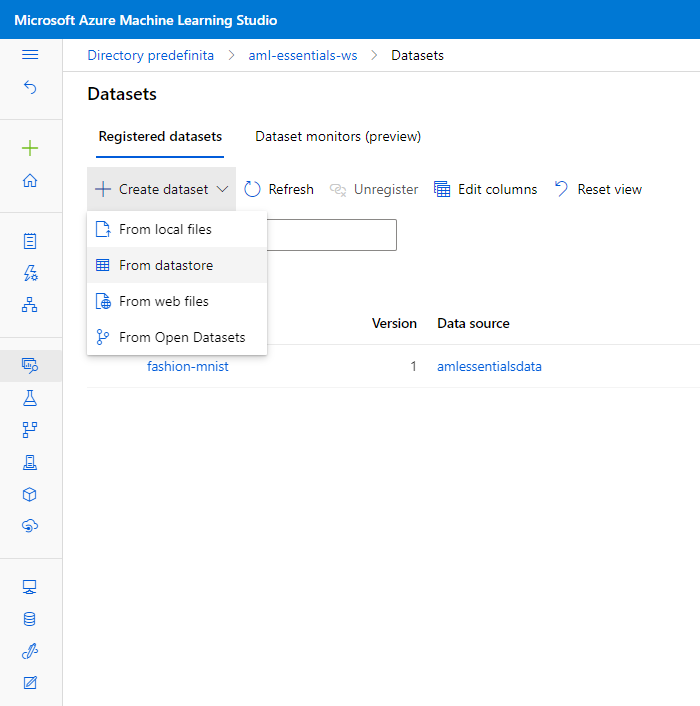 Microsoft Azure Machine Learning Studio
Directory predefinita > aml-essentials-ws > Datasets
Datasets
Registered datasets Dataset monitors (preview)
Create dataset Refresh Unregister Edit columns Reset view
From local files
From datastore
From web files
From Open Datasets
Version Data source
fashion-mnist 1 amlessentialsdata